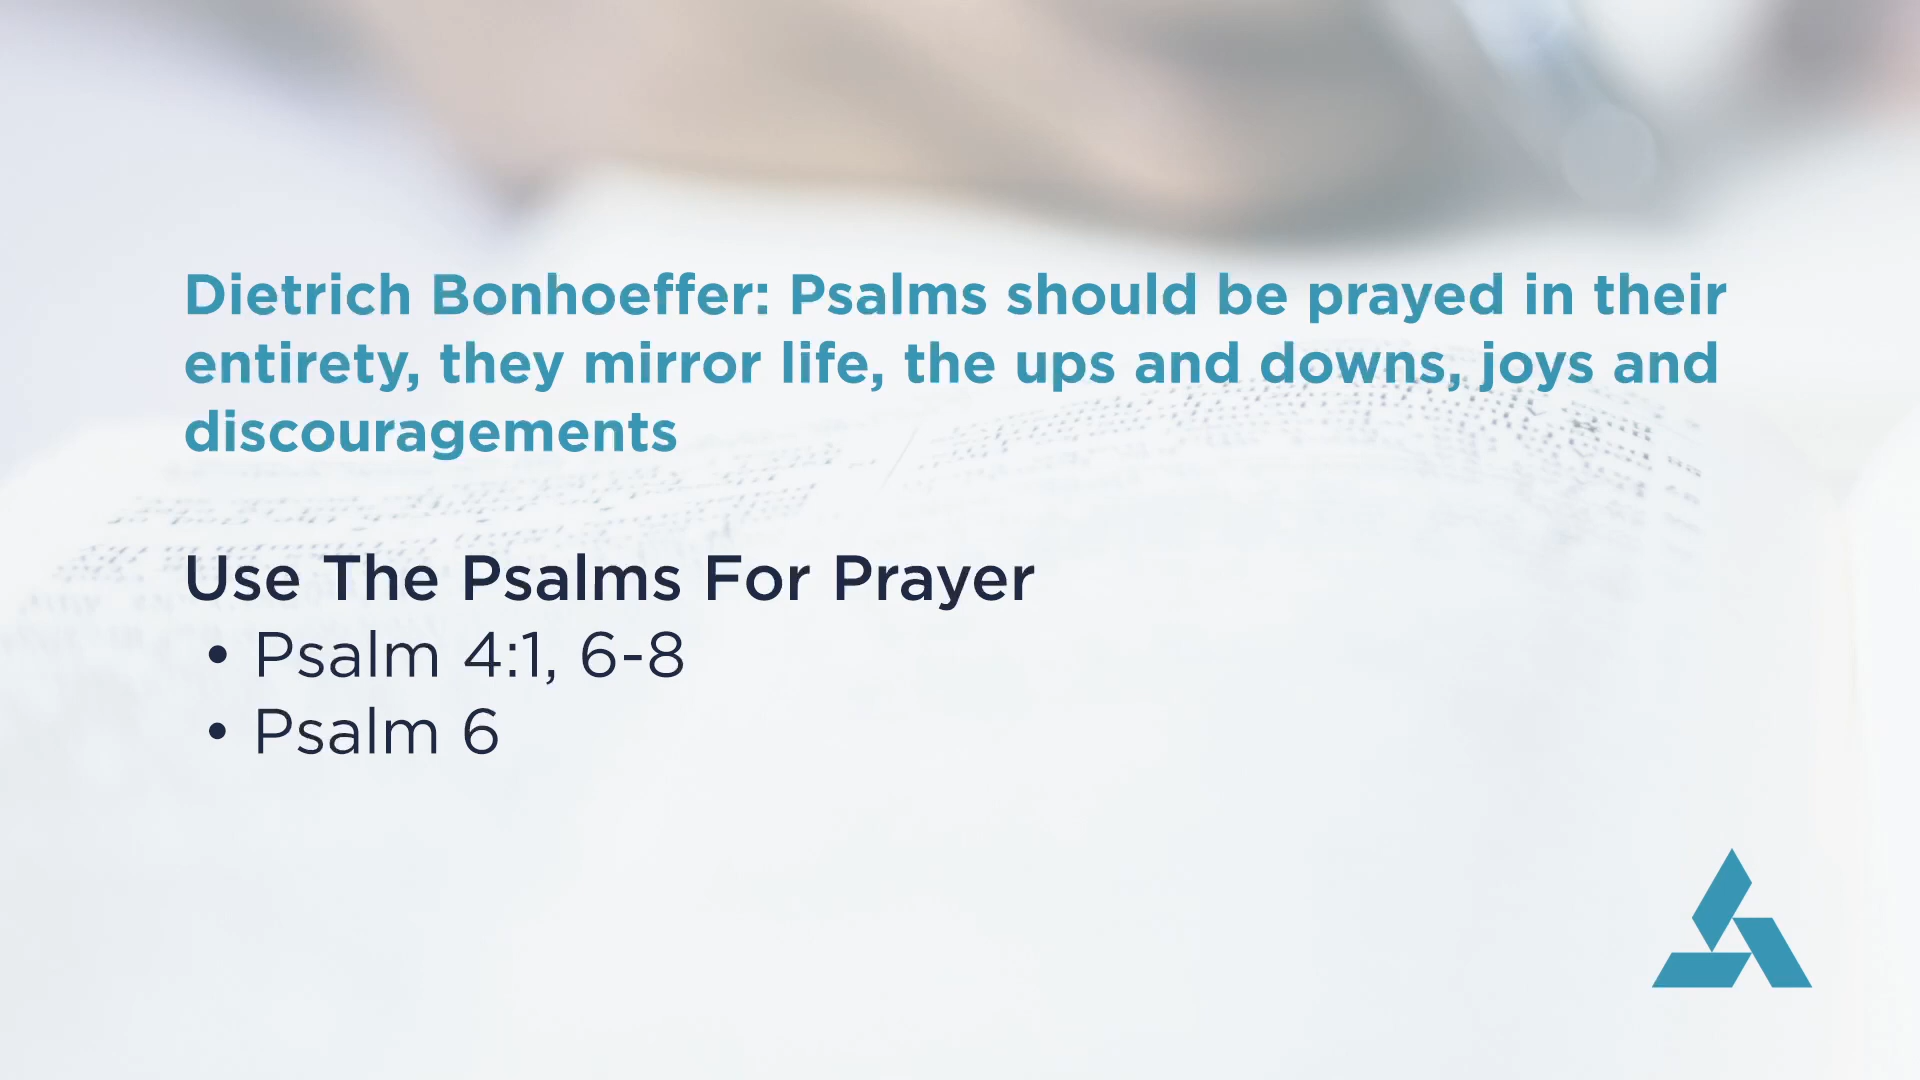 Dietrich Bonhoeffer: Psalms should be prayed in their
entirety, they mirror life, the ups and downs, joys and
discouragements
Use The Psalms For Prayer
• Psalm 4:1, 6-8
• Psalm 6